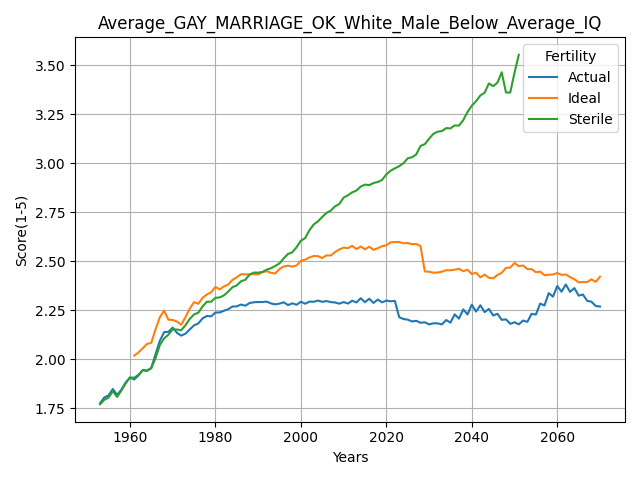 Average_GAY_MARRIAGE_OK_White_Male_Below_Average_IQ
Fertility
Actual
Ideal
Sterile
Score(1-5)
3.50
3.25
3.00
2.75
2.50
2.25
2.00
1.75
1960 1980 2000 2020 2040 2060
Years